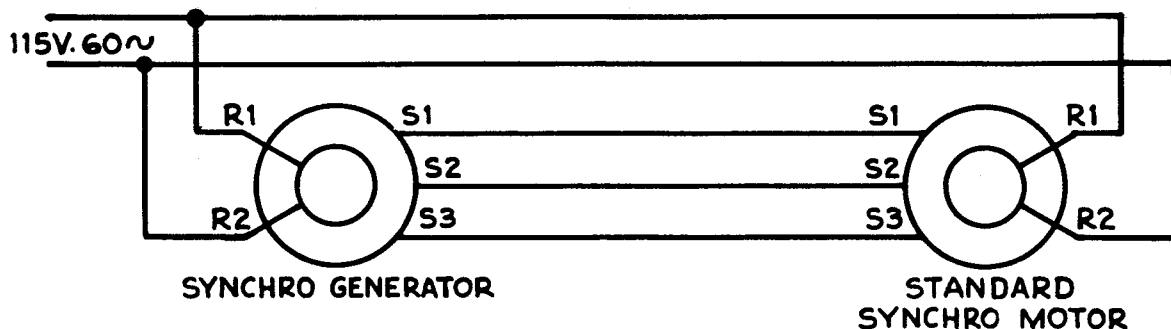 115V. 60~
R1
S1
S1
R1
S2
S2
R2
S3
S3
R2
SYNCHRO GENERATOR
STANDARD
SYNCHRO MOTOR